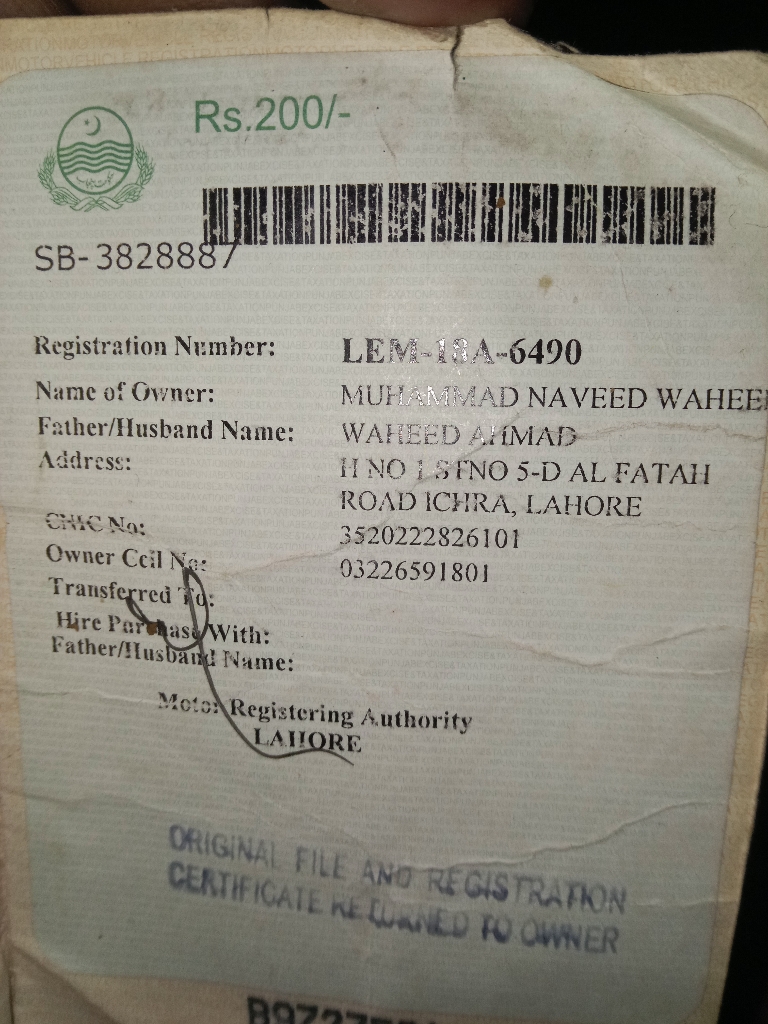 Rs.200/-
SB-3828887
Registration Number: LEM-18A-6490
Name of Owner: MUHAMMAD NAVEED WAHEE
Father/Husband Name: WAHEED AHMAD
Address: H NO 1 STNO 5-D AL FATAH
ROAD ICHRA, LAHORE
CNIC No: 3520222826101
Owner Cell No: 03226591801
Transferred To:
Hire Purchase With:
Father/Husband Name:
Motor Registering Authority
LAHORE
ORIGINAL FILE AND REGISTRATION
CERTIFICATE RETURNED TO OWNER